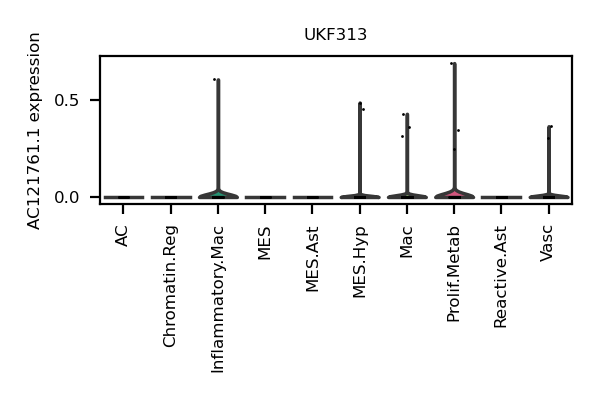 UKF313
AC121761.1 expression
0.5
0.0
AC
Chromatin.Reg
Inflammatory.Mac
MES
MES.Ast
MES.Hyp
Mac
Prolif.Metab
Reactive.Ast
Vasc